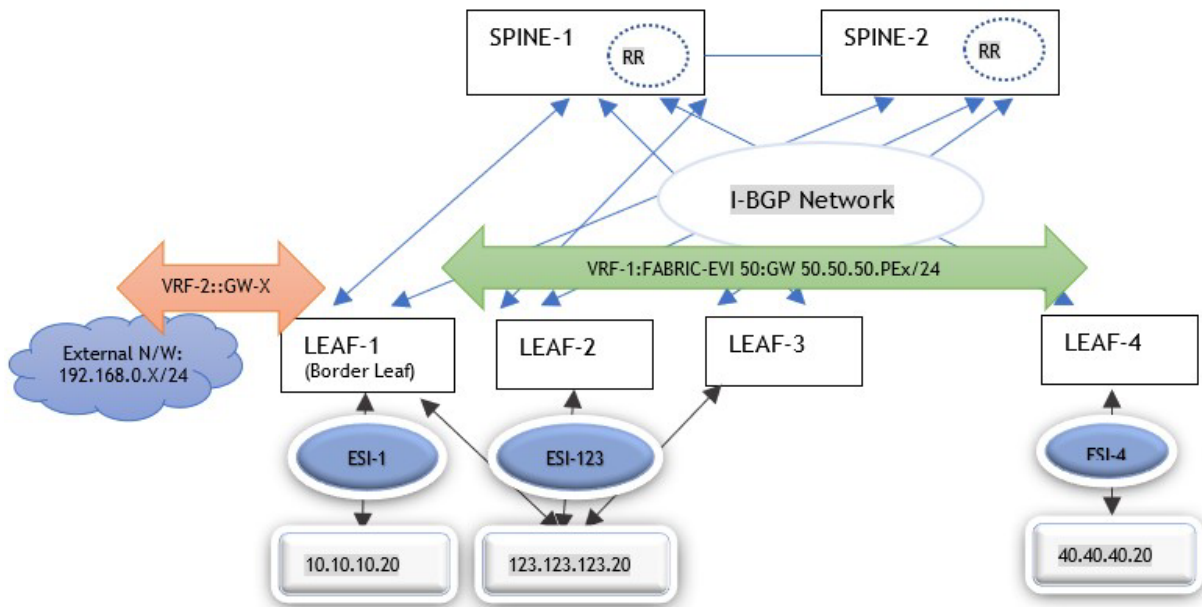 SPINE-1
RR
SPINE-2
RR
I-BGP Network
VRF-1:FABRIC-EVI 50:GW 50.50.50.PEx/24
VRF-2::GW-X
External N/W:
192.168.0.X/24
LEAF-1
(Border Leaf)
LEAF-2
LEAF-3
LEAF-4
ESI-1
ESI-123
ESI-4
10.10.10.20
123.123.123.20
40.40.40.20